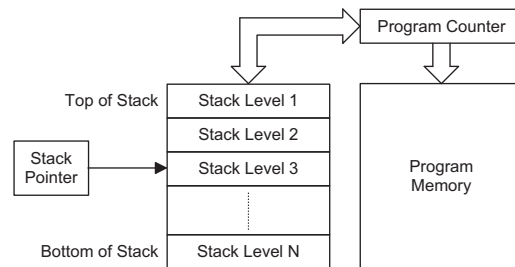 Program Counter
Top of Stack
Stack Level 1
Stack Level 2
Stack
Pointer
Stack Level 3
Program
Memory
Bottom of Stack
Stack Level N